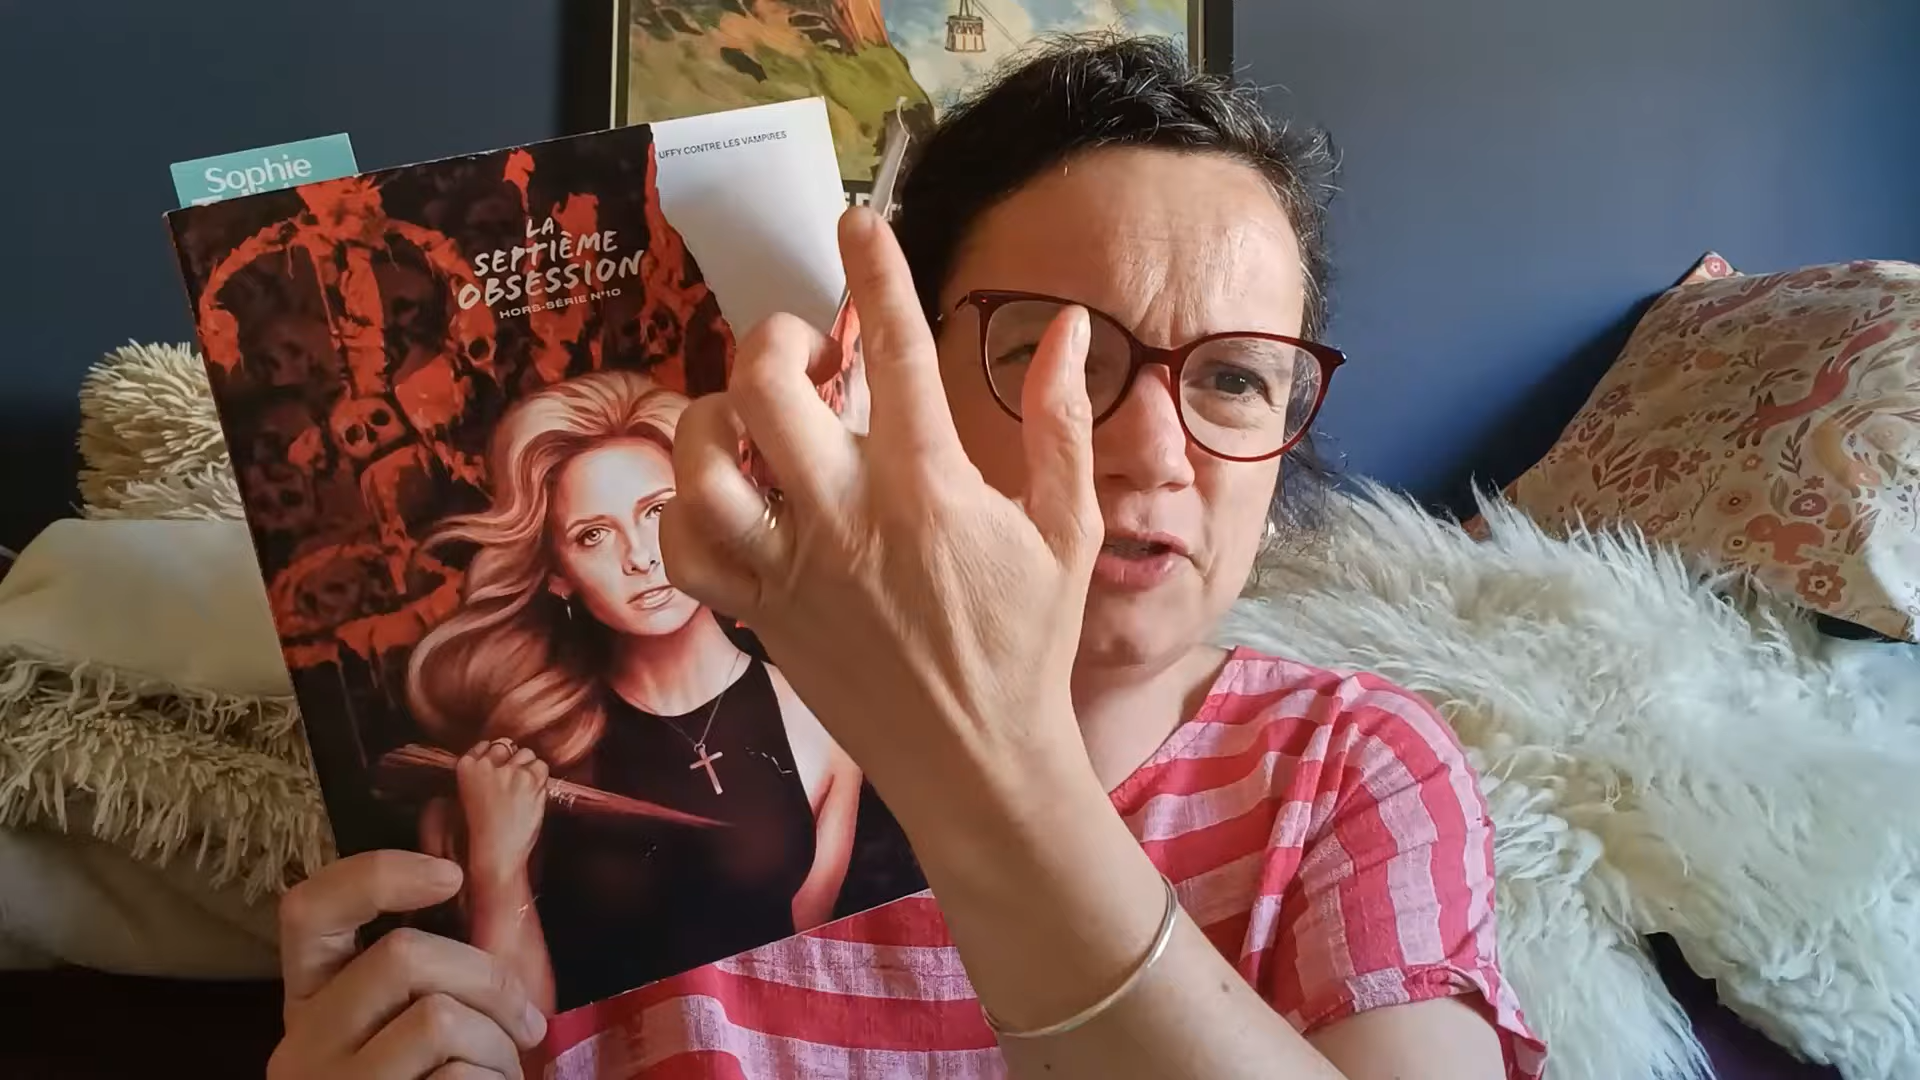 Sophie
UFFY CONTRE LES VAMPIRES
LA
SEPTIÈME
OBSESSION
HORS-SÉRIE N°10